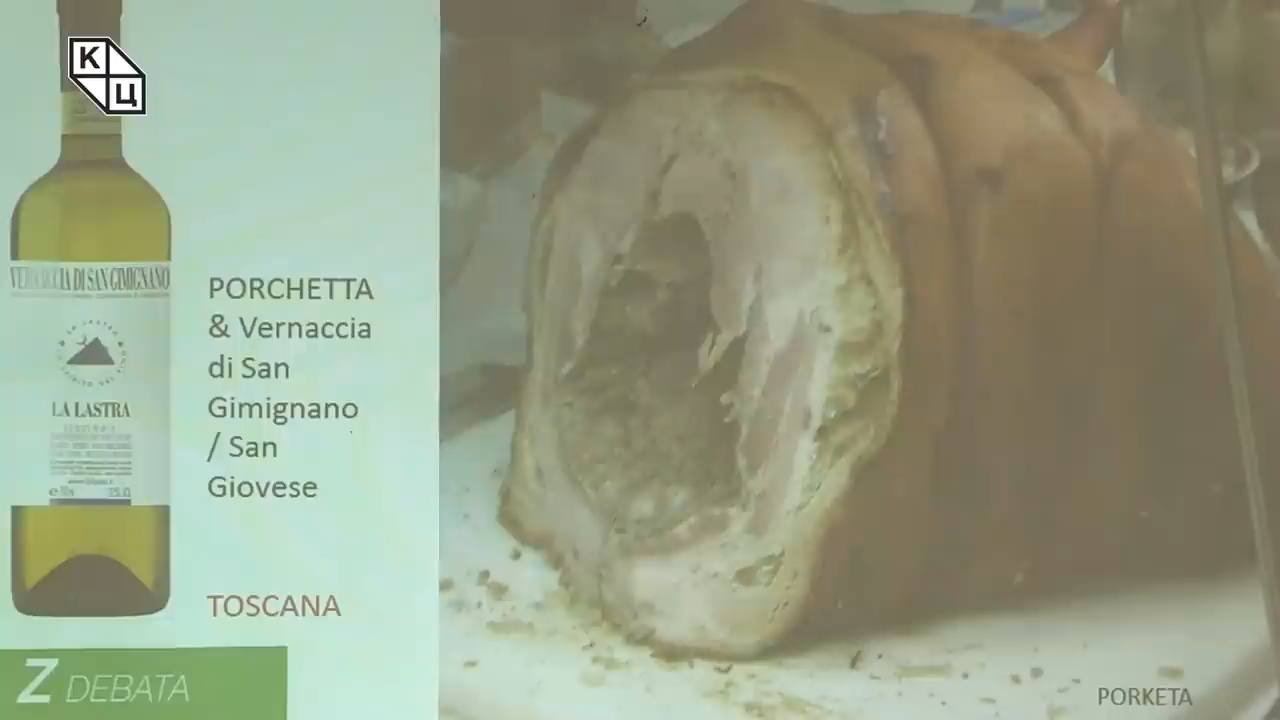 К
Ц
VERNACCIA DI SAN GIMIGNANO
LA LASTRA
PORCHETTA
& Vernaccia
di San
Gimignano
/ San
Giovese
TOSCANA
Z DEBATA
PORKETA